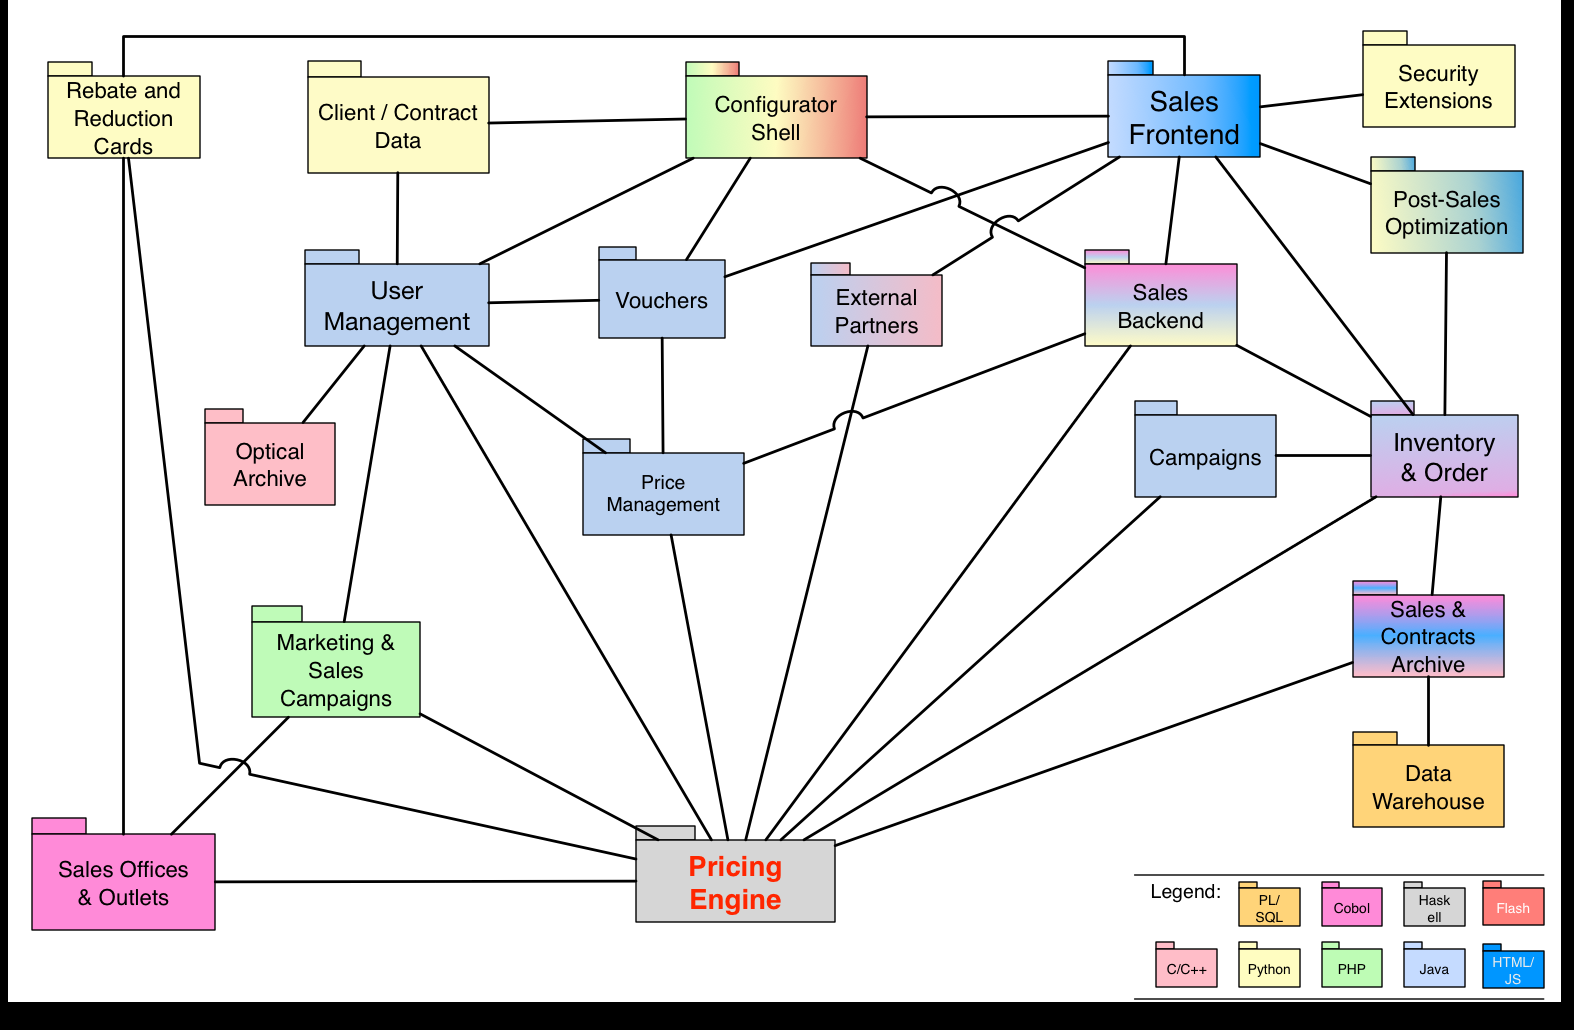 Rebate and
Reduction
Cards
Client / Contract
Data
Configurator
Shell
Sales
Frontend
Security
Extensions
Post-Sales
Optimization
User
Management
Vouchers
External
Partners
Sales
Backend
Optical
Archive
Price
Management
Campaigns
Inventory
& Order
Marketing &
Sales
Campaigns
Sales &
Contracts
Archive
Data
Warehouse
Sales Offices
& Outlets
Pricing
Engine
Legend:
PL/
SQL
Cobol
Hask
ell
Flash
C/C++
Python
PHP
Java
HTML/
JS